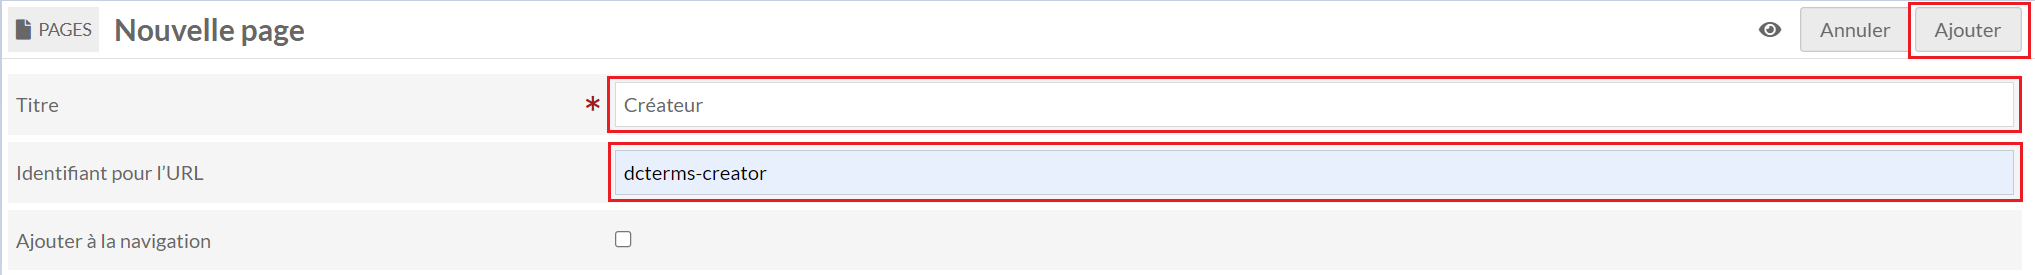 PAGES Nouvelle page Annuler Ajouter
Titre * Créateur
Identifiant pour l’URL dcterms-creator
Ajouter à la navigation